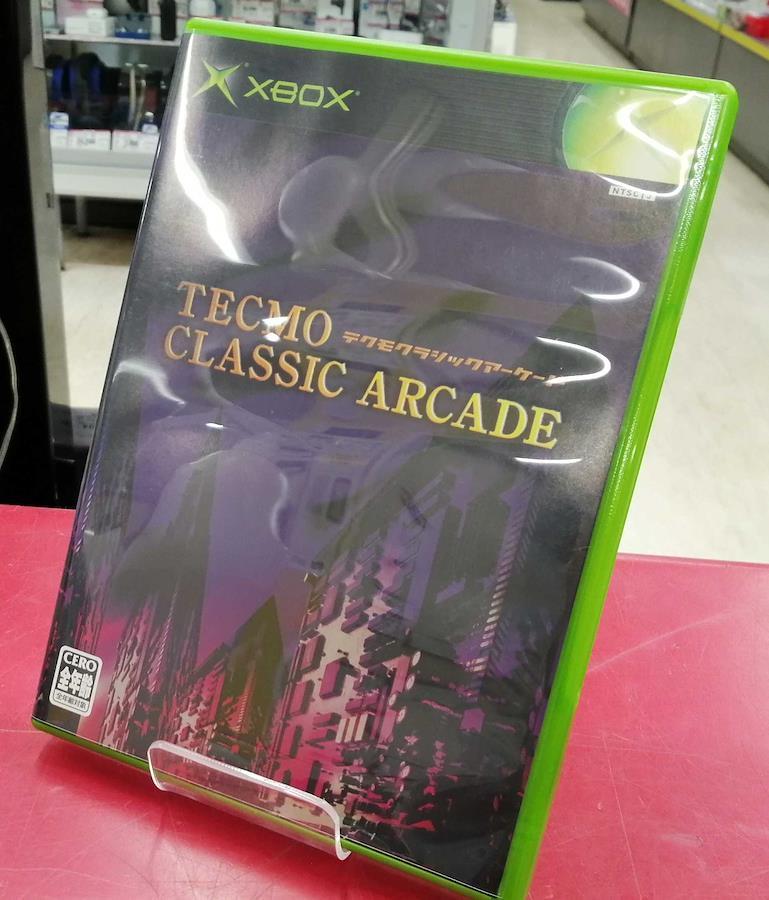 XBOX
NTSC-J
TECMO
テクモクラシックアーケード
CLASSIC ARCADE
CERO
全年齢
全年齢対象